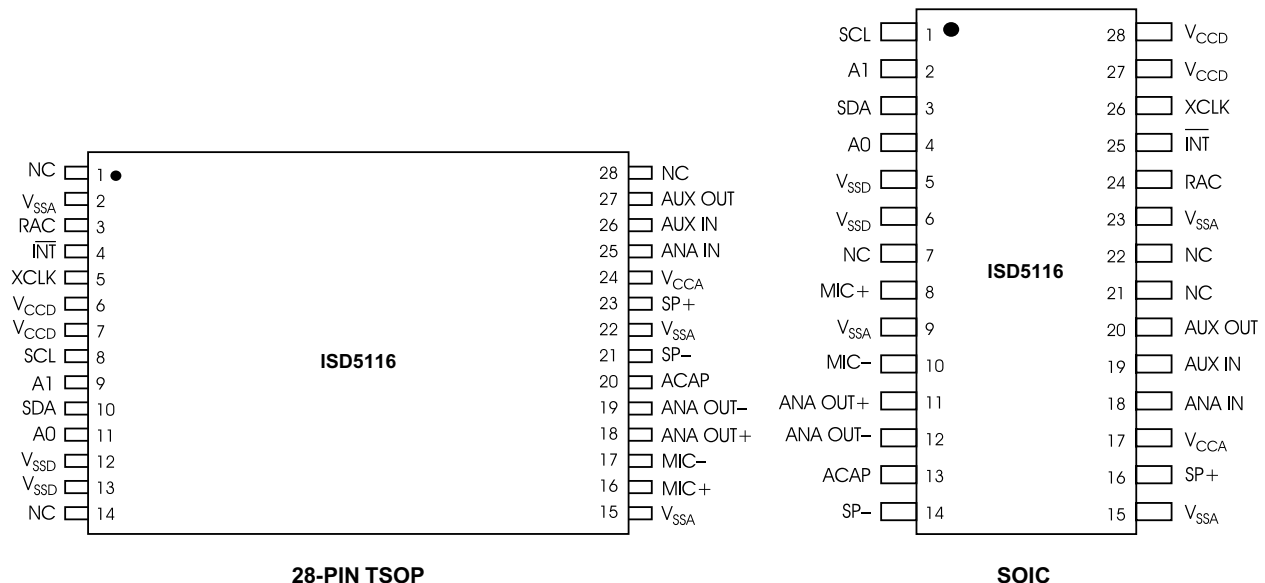 NC 1 28 NC
VSSA 2 27 AUX OUT
RAC 3 26 AUX IN
INT 4 25 ANA IN
XCLK 5 24 VCCA
VCCD 6 23 SP+
VCCD 7 22 VSSA
SCL 8 21 SP–
A1 9 20 ACAP
SDA 10 19 ANA OUT–
A0 11 18 ANA OUT+
VSSD 12 17 MIC–
VSSD 13 16 MIC+
NC 14 15 VSSA
ISD5116
28-PIN TSOP
SCL 1 28 VCCD
A1 2 27 VCCD
SDA 3 26 XCLK
A0 4 25 INT
VSSD 5 24 RAC
VSSD 6 23 VSSA
NC 7 22 NC
MIC+ 8 21 NC
VSSA 9 20 AUX OUT
MIC– 10 19 AUX IN
ANA OUT+ 11 18 ANA IN
ANA OUT– 12 17 VCCA
ACAP 13 16 SP+
SP– 14 15 VSSA
ISD5116
SOIC